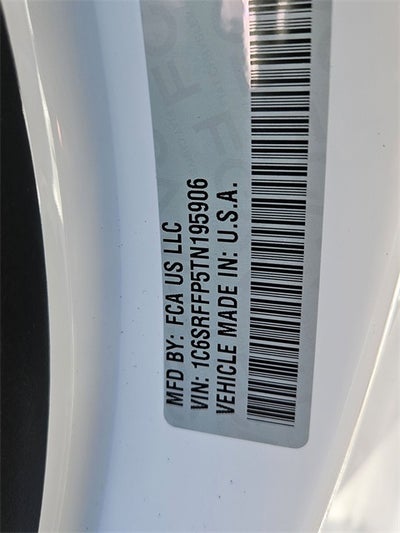 MFD BY: FCA US LLC
VIN: 1C6SRFFP5TN195906
VEHICLE MADE IN: U.S.A.